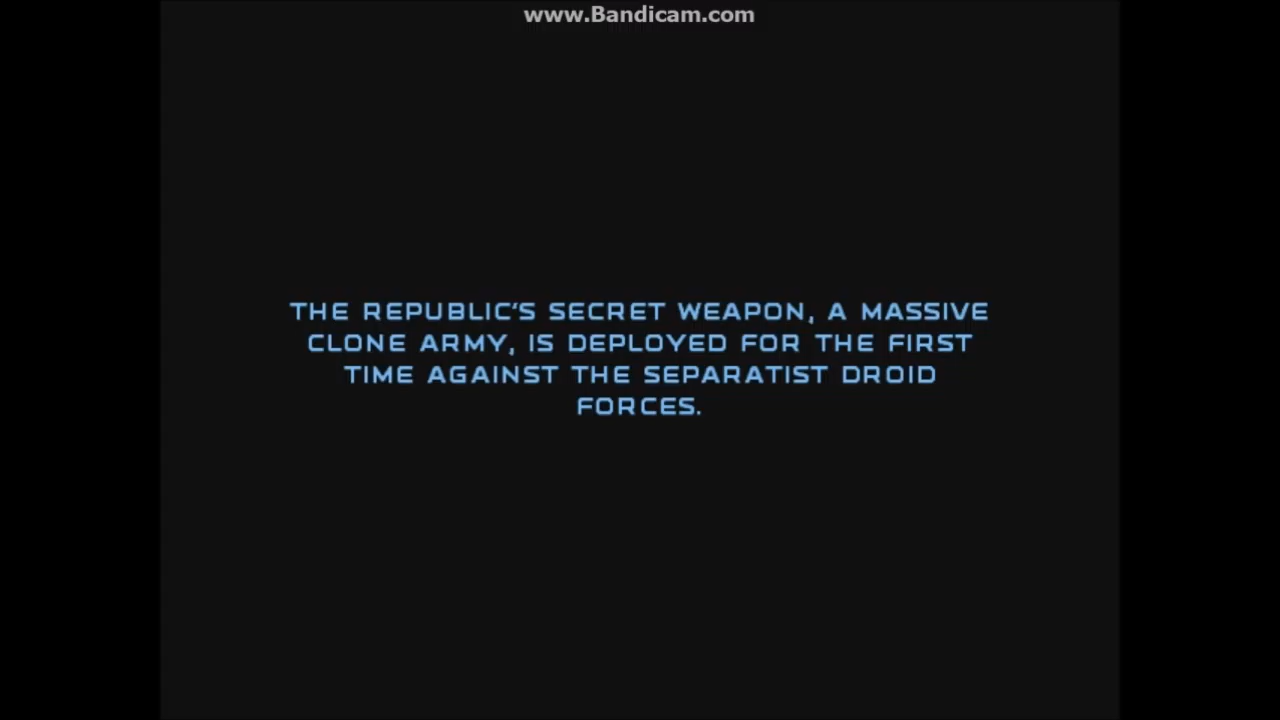 www.Bandicam.com
THE REPUBLIC'S SECRET WEAPON, A MASSIVE
CLONE ARMY, IS DEPLOYED FOR THE FIRST
TIME AGAINST THE SEPARATIST DROID
FORCES.